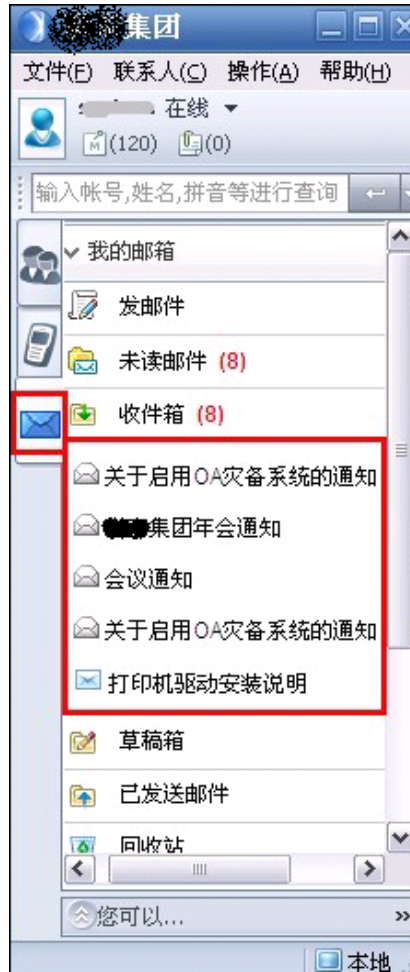 集团
文件(F) 联系人(C) 操作(A) 帮助(H)
在线
(120) (0)
输入帐号,姓名,拼音等进行查询
我的邮箱
发邮件
未读邮件 (8)
收件箱 (8)
关于启用OA灾备系统的通知
集团年会通知
会议通知
关于启用OA灾备系统的通知
打印机驱动安装说明
草稿箱
已发送邮件
回收站
您可以...
本地